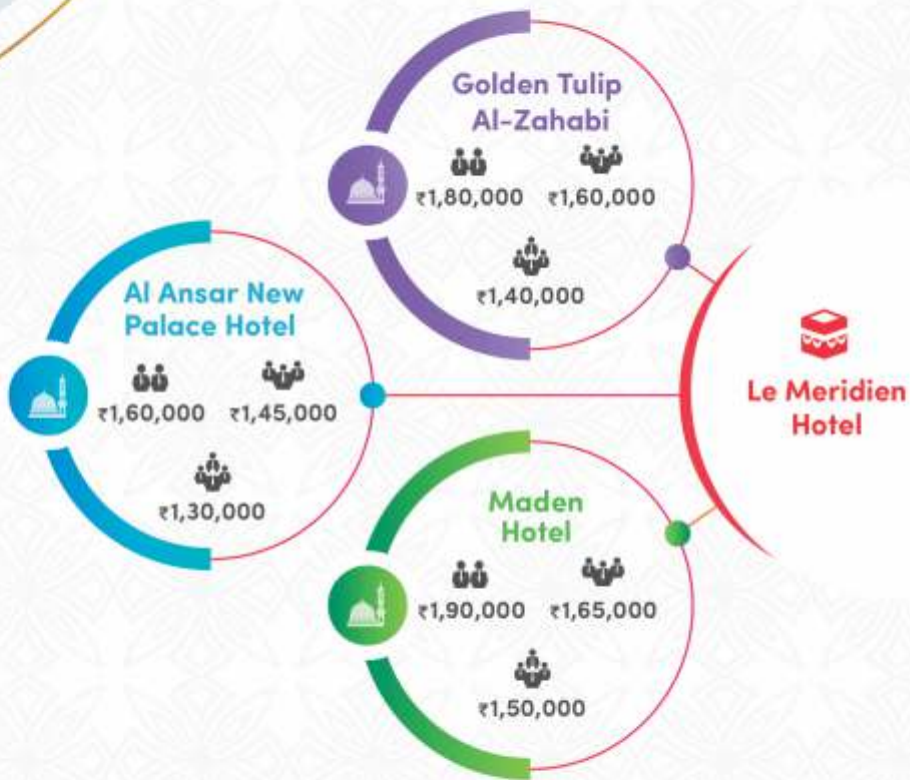 Golden Tulip
Al-Zahabi
₹1,80,000 ₹1,60,000
₹1,40,000
Al Ansar New
Palace Hotel
₹1,60,000 ₹1,45,000
₹1,30,000
Le Meridien
Hotel
Maden
Hotel
₹1,90,000 ₹1,65,000
₹1,50,000